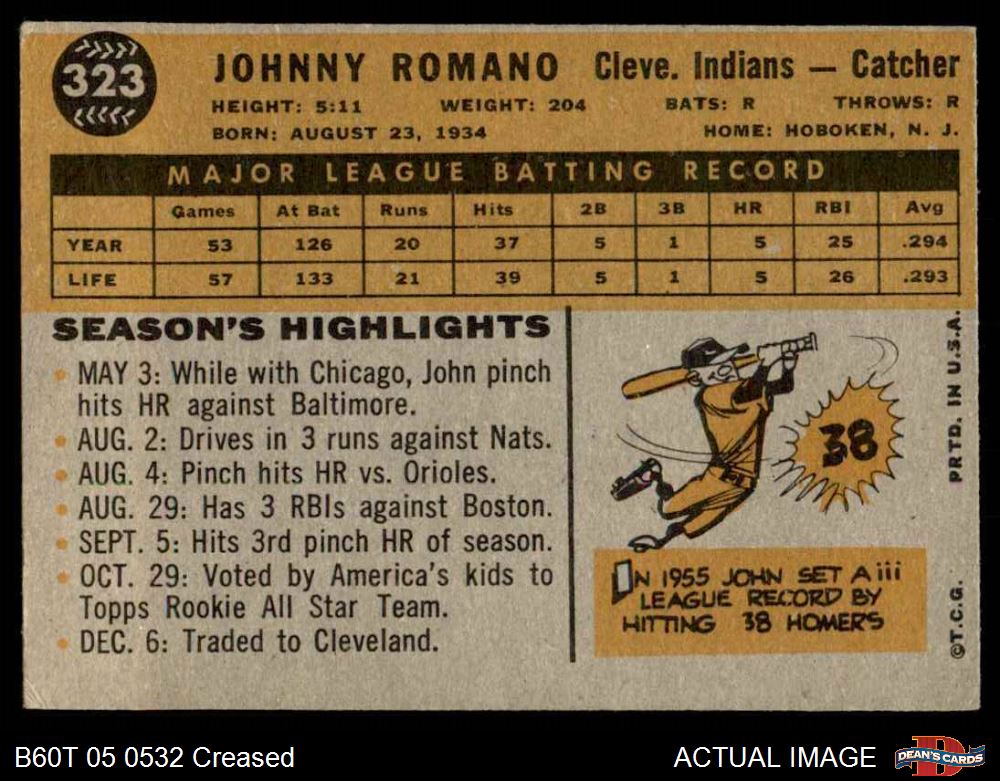 323
JOHNNY ROMANO Cleve. Indians — Catcher
HEIGHT: 5:11 WEIGHT: 204 BATS: R THROWS: R
BORN: AUGUST 23, 1934 HOME: HOBOKEN, N. J.
MAJOR LEAGUE BATTING RECORD
Games At Bat Runs Hits 2B 3B HR RBI Avg
YEAR 53 126 20 37 5 1 5 25 .294
LIFE 57 133 21 39 5 1 5 26 .293
SEASON'S HIGHLIGHTS
• MAY 3: While with Chicago, John pinch
hits HR against Baltimore.
• AUG. 2: Drives in 3 runs against Nats.
• AUG. 4: Pinch hits HR vs. Orioles.
• AUG. 29: Has 3 RBIs against Boston.
• SEPT. 5: Hits 3rd pinch HR of season.
• OCT. 29: Voted by America's kids to
Topps Rookie All Star Team.
• DEC. 6: Traded to Cleveland.
38
IN 1955 JOHN SET A iii
LEAGUE RECORD BY
HITTING 38 HOMERS
©T.C.G. PRTD. IN U.S.A.
B60T 05 0532 Creased ACTUAL IMAGE
DEAN'S CARDS